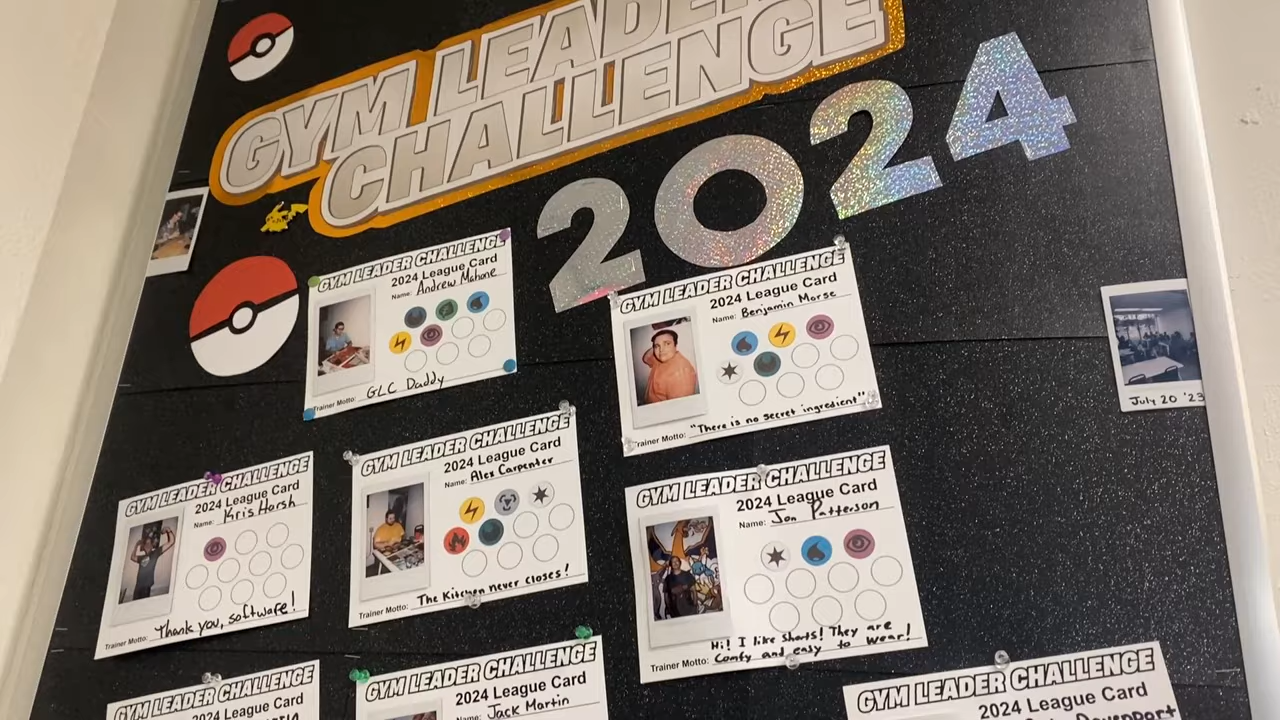 GYM LEADER
CHALLENGE
2024
GYM LEADER CHALLENGE
2024 League Card
Name: Andrew Mahone
Trainer Motto: GLC Daddy
GYM LEADER CHALLENGE
2024 League Card
Name: Benjamin Morse
Trainer Motto: "There is no secret ingredient"
July 20 '23
GYM LEADER CHALLENGE
2024 League Card
Name: Kris Harsh
Trainer Motto: Thank you, software!
GYM LEADER CHALLENGE
2024 League Card
Name: Alex Carpenter
Trainer Motto: The Kitchen never closes!
GYM LEADER CHALLENGE
2024 League Card
Name: Jon Patterson
Hi! I like Shorts! They are
Trainer Motto: Comfy and easy to wear!
GYM LEADER CHALLENGE
2024 League Card
GYM LEADER CHALLENGE
2024 League Card
Name: Jack Martin
GYM LEADER CHALLENGE
2024 League Card
Davenport